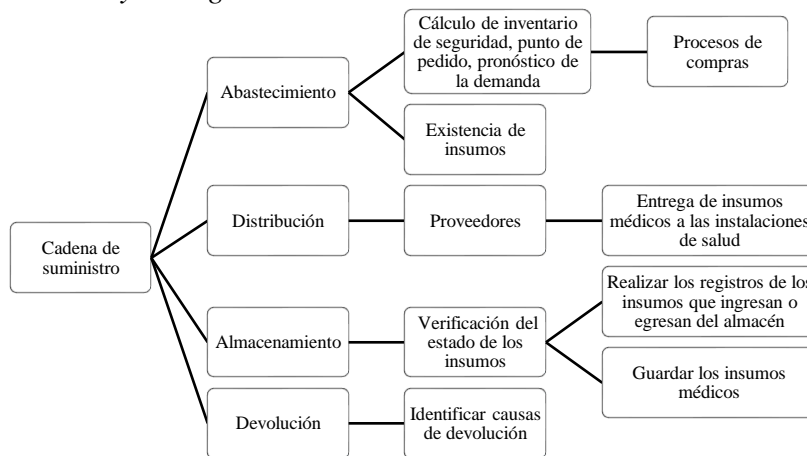 Cálculo de inventario
de seguridad, punto de
pedido, pronóstico de
la demanda
Procesos de
compras
Abastecimiento
Existencia de
insumos
Distribución
Proveedores
Entrega de insumos
médicos a las instalaciones
de salud
Cadena de
suministro
Realizar los registros de los
insumos que ingresan o
egresan del almacén
Almacenamiento
Verificación del
estado de los
insumos
Guardar los insumos
médicos
Devolución
Identificar causas
de devolución